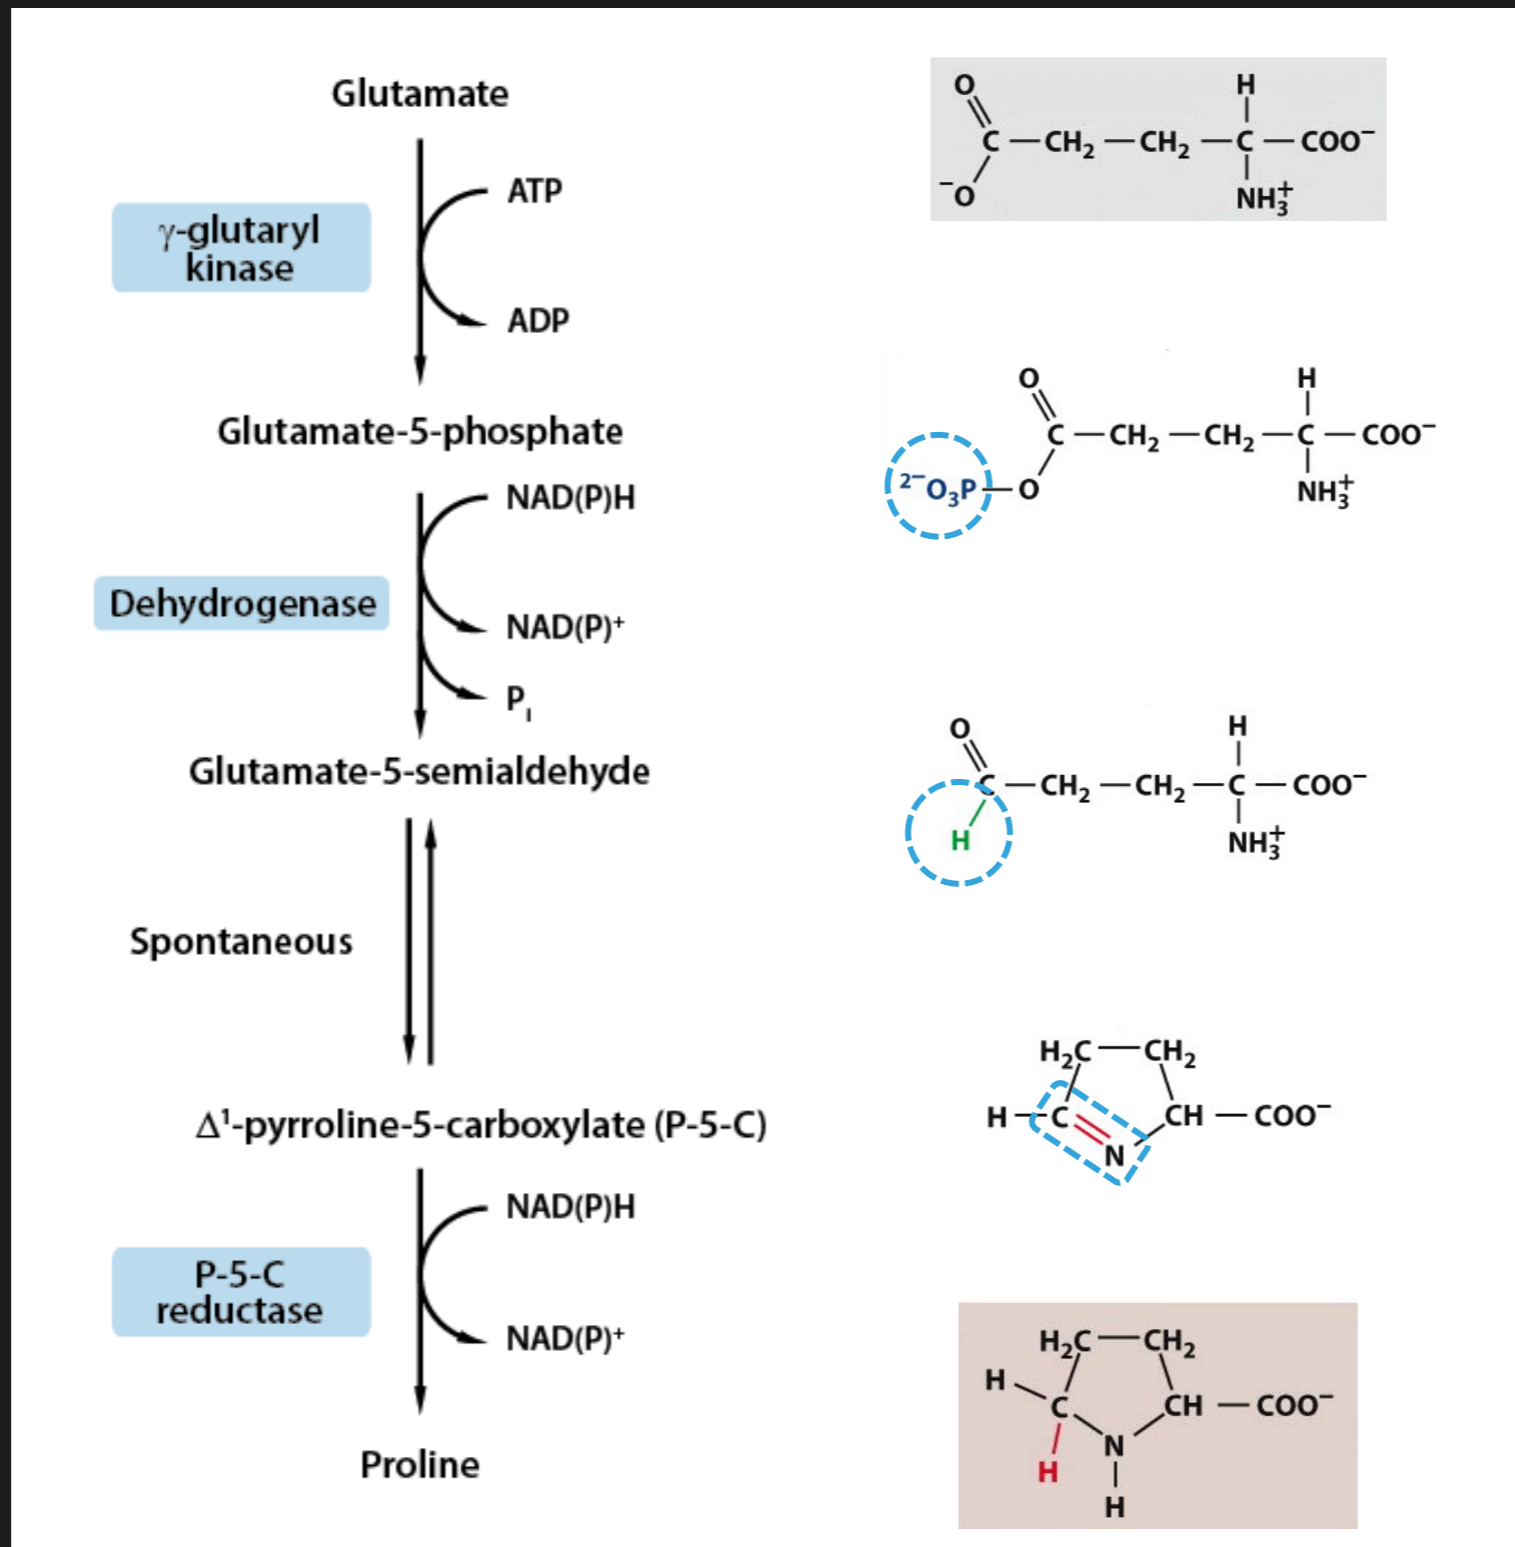 Glutamate
ATP
γ-glutaryl
kinase
ADP
Glutamate-5-phosphate
NAD(P)H
Dehydrogenase
NAD(P)⁺
Pᵢ
Glutamate-5-semialdehyde
Spontaneous
Δ¹-pyrroline-5-carboxylate (P-5-C)
NAD(P)H
P-5-C
reductase
NAD(P)⁺
Proline
O H
C—CH₂—CH₂—C—COO⁻
⁻O NH₃⁺
O H
C—CH₂—CH₂—C—COO⁻
²⁻O₃P—O NH₃⁺
O H
C—CH₂—CH₂—C—COO⁻
H NH₃⁺
H₂C—CH₂
H—C CH—COO⁻
N
H₂C—CH₂
H
C CH—COO⁻
N
H
H